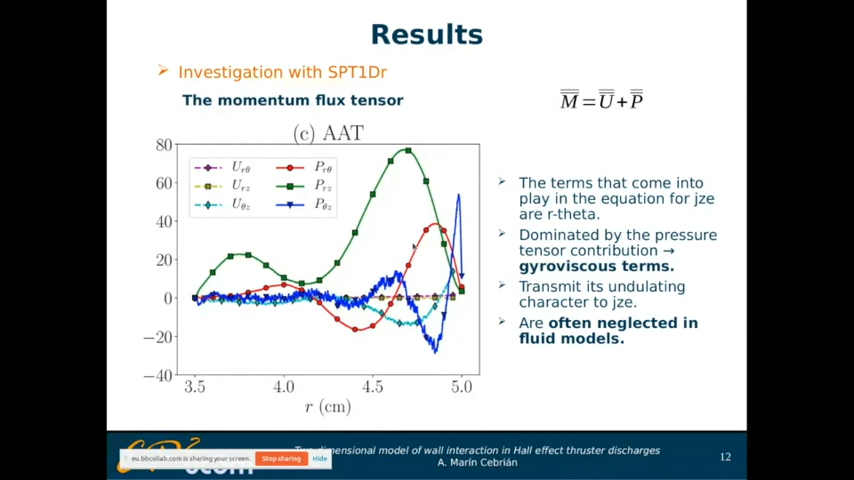 Results
Investigation with SPT1Dr
The momentum flux tensor
M = U + P
(c) AAT
80
60
40
20
0
−20
−40
U_rθ P_rθ
U_rz P_rz
U_θz P_θz
3.5 4.0 4.5 5.0
r (cm)
The terms that come into
play in the equation for jze
are r-theta.
Dominated by the pressure
tensor contribution →
gyroviscous terms.
Transmit its undulating
character to jze.
Are often neglected in
fluid models.
dimensional model of wall interaction in Hall effect thruster discharges
A. Marín Cebrián
12
eu.bbcollab.com is sharing your screen. Stop sharing Hide